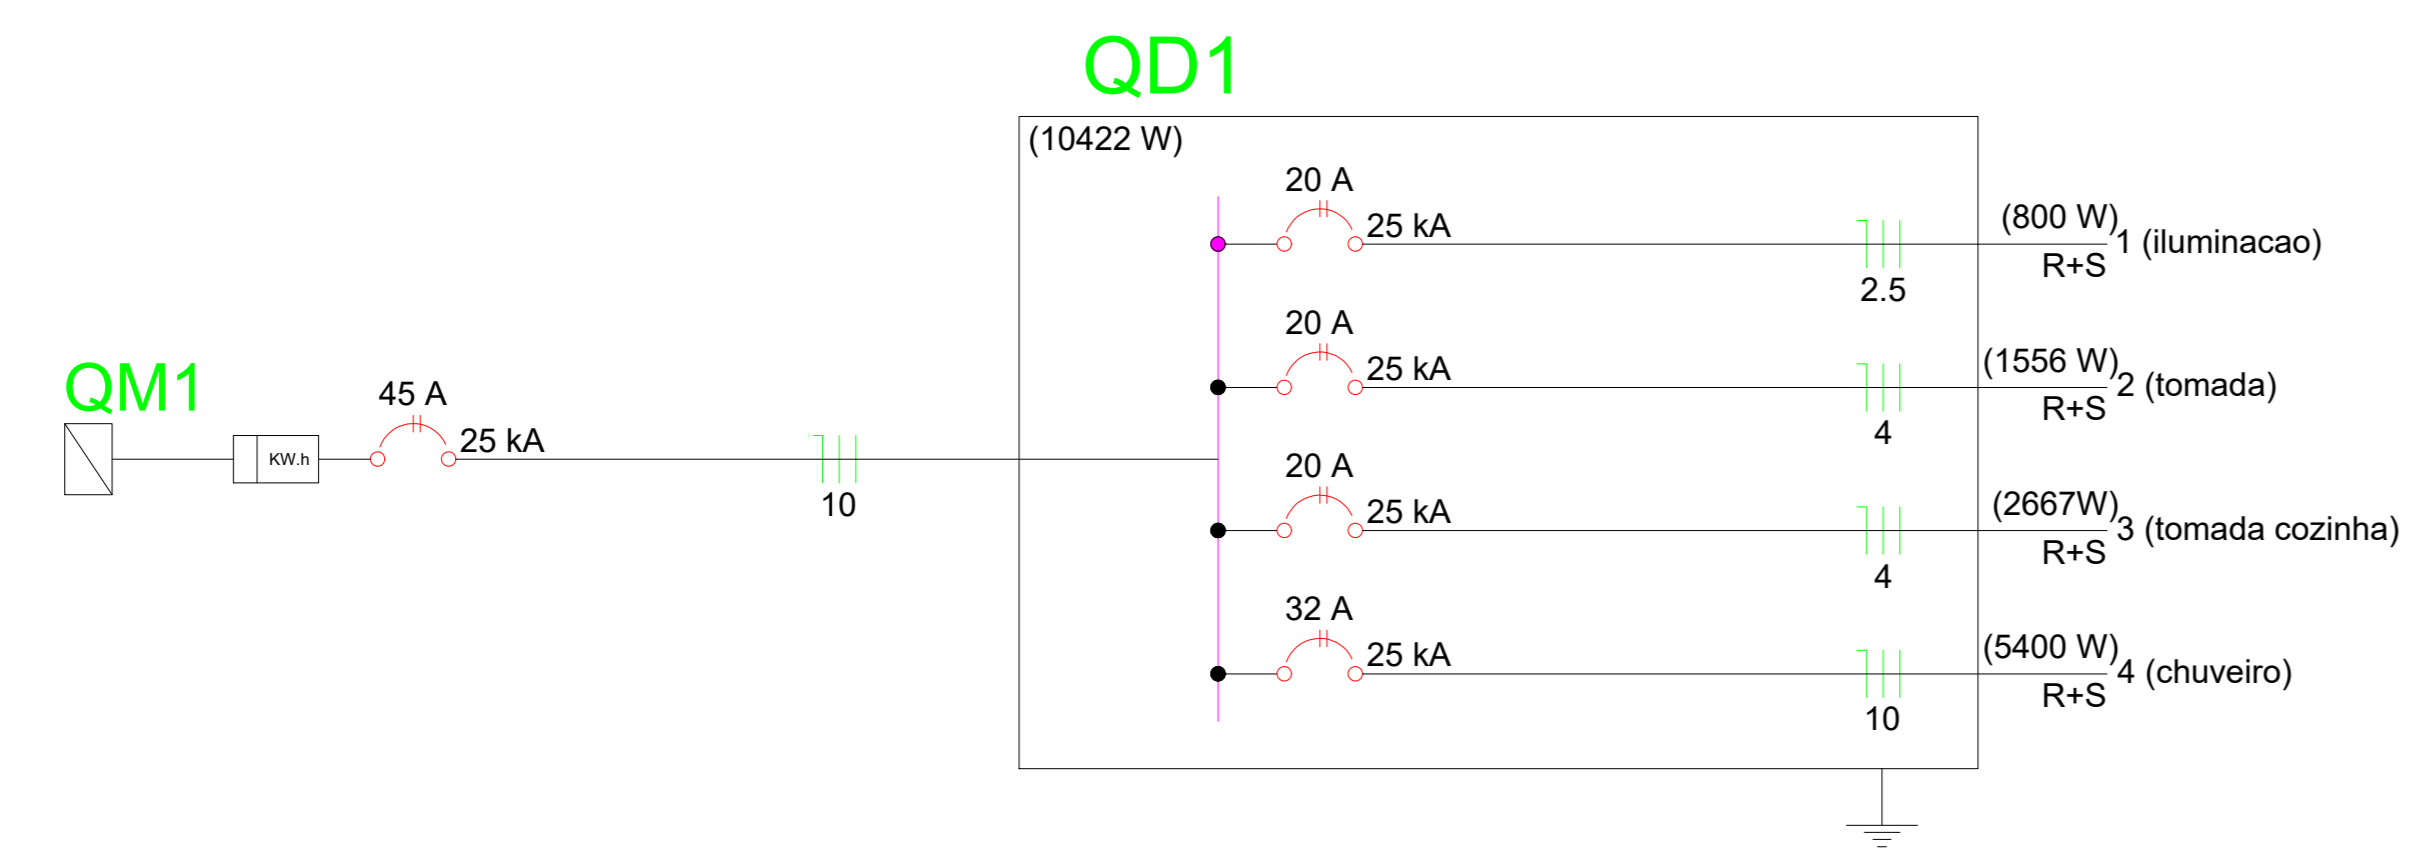 QD1
(10422 W)
20 A
25 kA
2.5
(800 W)
1 (iluminacao)
R+S
20 A
25 kA
4
(1556 W)
2 (tomada)
R+S
QM1
KW.h
45 A
25 kA
10
20 A
25 kA
4
(2667W)
3 (tomada cozinha)
R+S
32 A
25 kA
10
(5400 W)
4 (chuveiro)
R+S